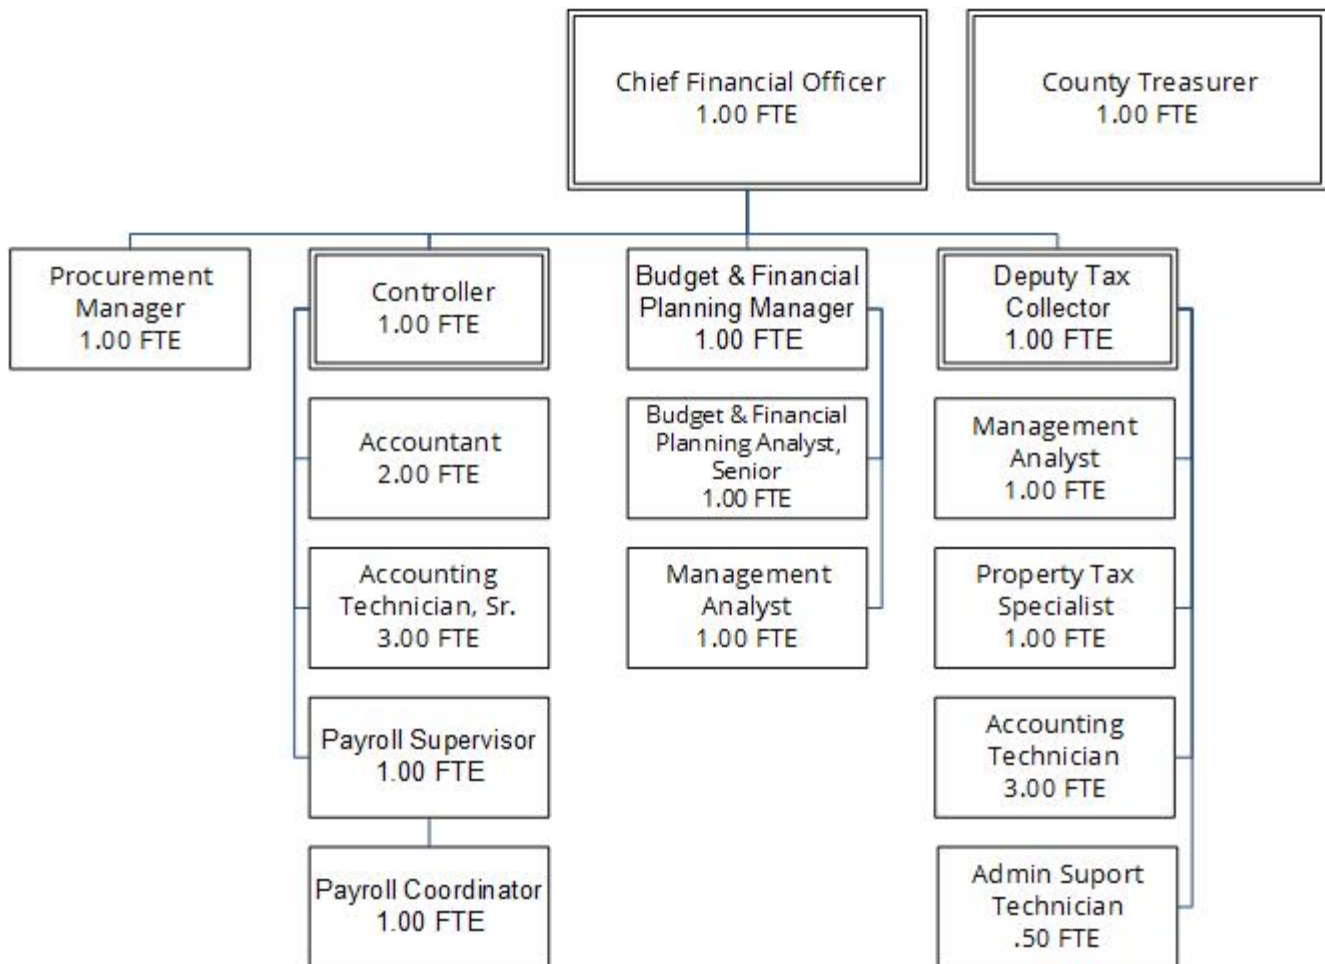 Chief Financial Officer
1.00 FTE
County Treasurer
1.00 FTE
Procurement
Manager
1.00 FTE
Controller
1.00 FTE
Budget & Financial
Planning Manager
1.00 FTE
Deputy Tax
Collector
1.00 FTE
Accountant
2.00 FTE
Budget & Financial
Planning Analyst,
Senior
1.00 FTE
Management
Analyst
1.00 FTE
Accounting
Technician, Sr.
3.00 FTE
Management
Analyst
1.00 FTE
Property Tax
Specialist
1.00 FTE
Payroll Supervisor
1.00 FTE
Accounting
Technician
3.00 FTE
Payroll Coordinator
1.00 FTE
Admin Suport
Technician
.50 FTE